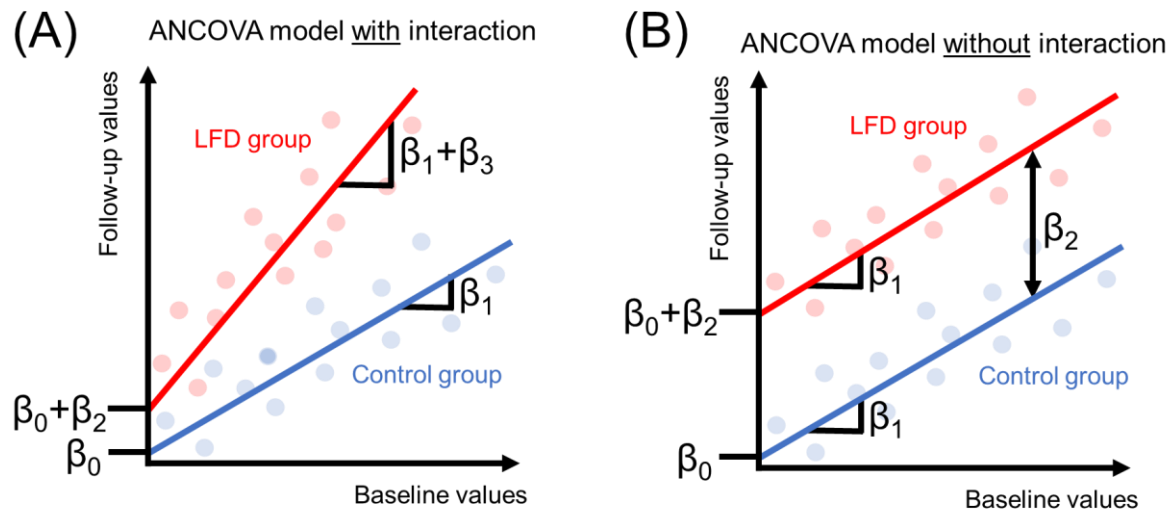 (A)
ANCOVA model with interaction
Follow-up values
LFD group
β₁+β₃
β₁
Control group
β₀+β₂
β₀
Baseline values
(B)
ANCOVA model without interaction
Follow-up values
LFD group
β₁
β₂
β₀+β₂
Control group
β₁
β₀
Baseline values